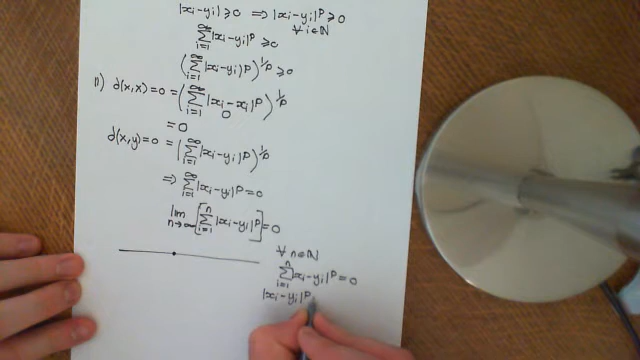 |xi-yi| ⩾ 0 ⟹ |xi-yi|^p ⩾ 0
∀ i ∈ ℕ
∑_{i=1}^∞ |xi-yi|^p ⩾ 0
(∑_{i=1}^∞ |xi-yi|^p)^{1/p} ⩾ 0
11) d(x,x)=0 = (∑_{i=1}^∞ |xi-xi|^p)^{1/p}
0
=0
d(x,y)=0 = (∑_{i=1}^∞ |xi-yi|^p)^{1/p}
⟹ ∑_{i=1}^∞ |xi-yi|^p = 0
lim_{n→∞} [∑_{i=1}^n |xi-yi|^p] = 0
∀ n ∈ ℕ
∑_{i=1}^n |xi-yi|^p = 0
|xi-yi|^p